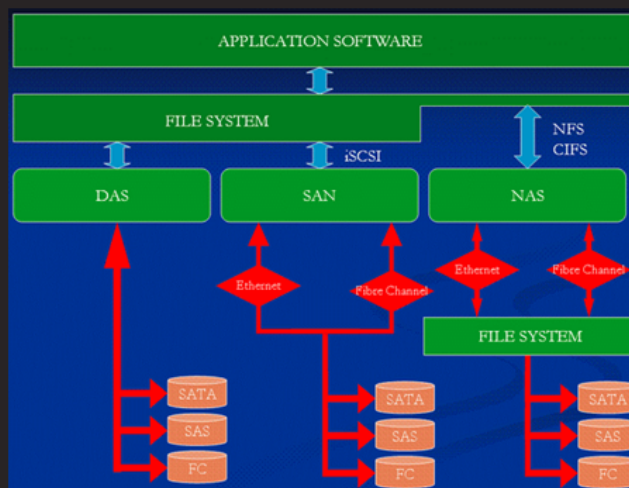 APPLICATION SOFTWARE
FILE SYSTEM
NFS
CIFS
iSCSI
DAS
SAN
NAS
Ethernet
Fibre Channel
Ethernet
Fibre Channel
FILE SYSTEM
SATA
SAS
FC
SATA
SAS
FC
SATA
SAS
FC